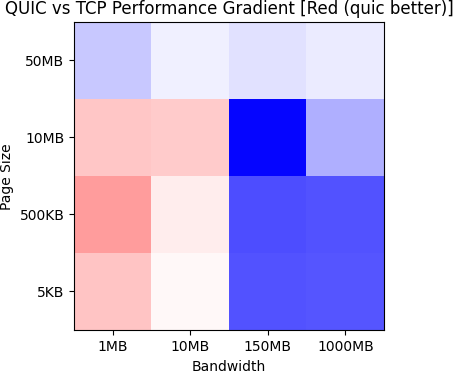 QUIC vs TCP Performance Gradient [Red (quic better)]
50MB
10MB
500KB
5KB
Page Size
1MB 10MB 150MB 1000MB
Bandwidth